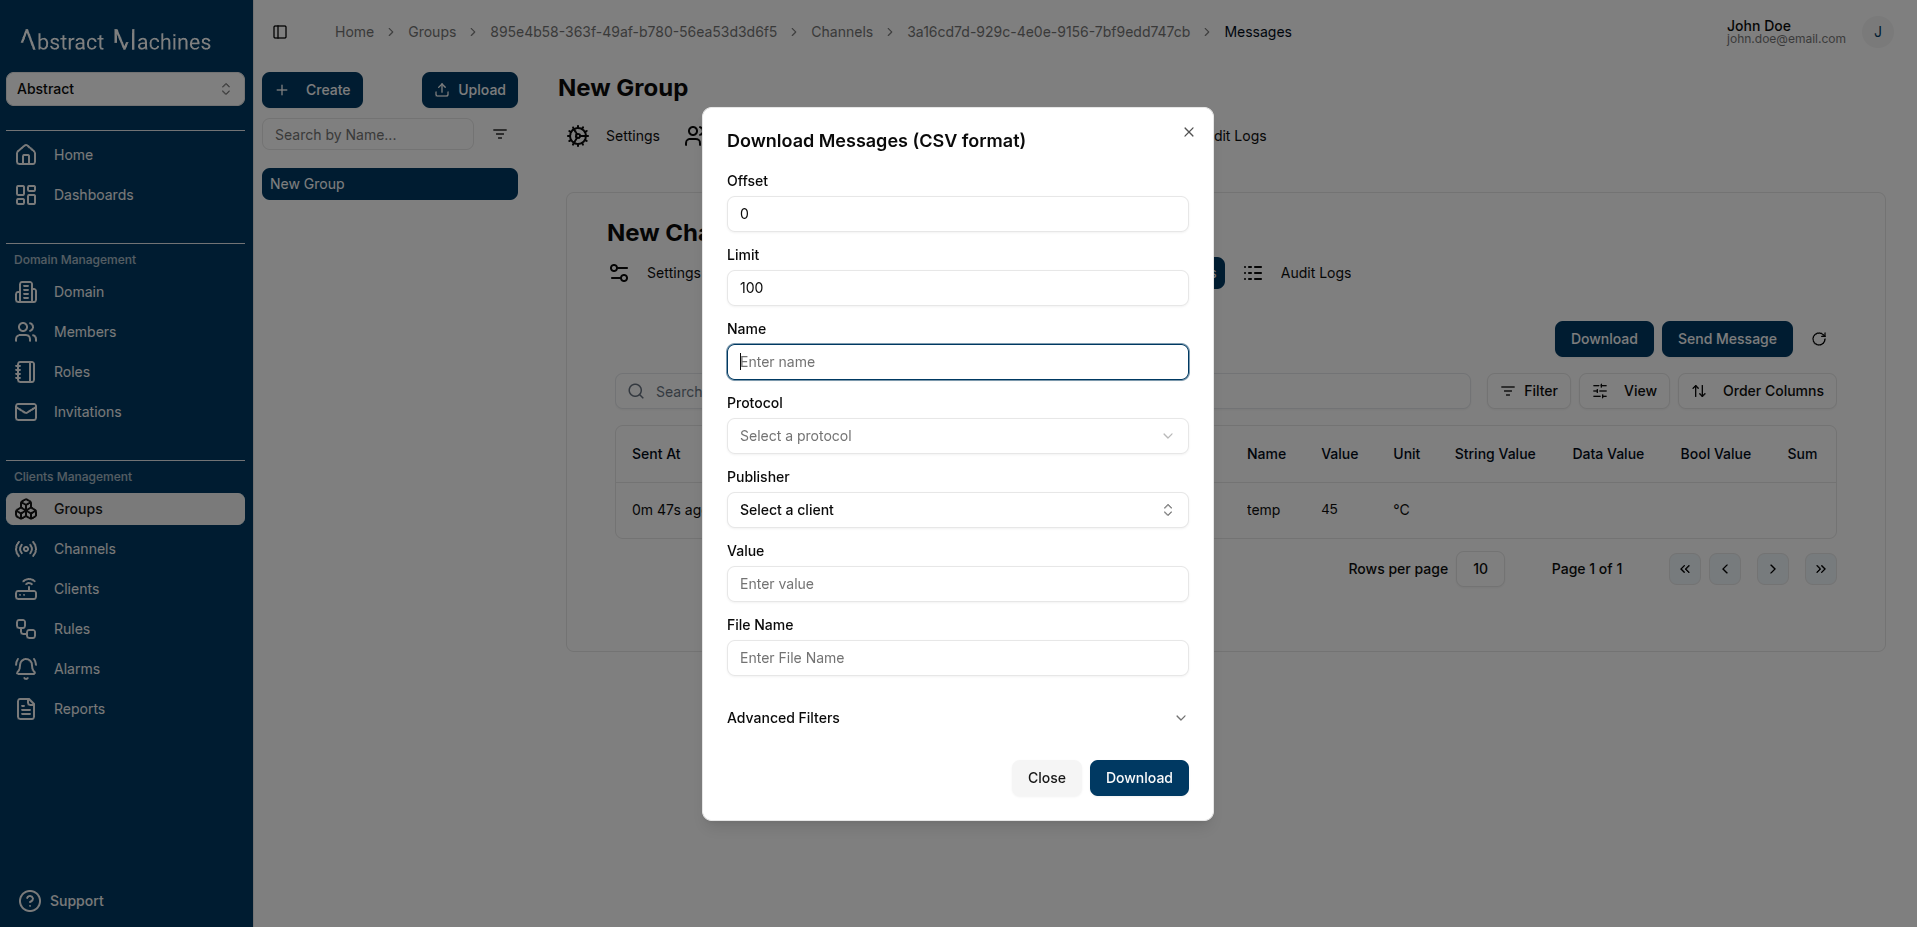 Abstract Machines
Abstract
Home
Dashboards
Domain Management
Domain
Members
Roles
Invitations
Clients Management
Groups
Channels
Clients
Rules
Alarms
Reports
Support
Home > Groups > 895e4b58-363f-49af-b780-56ea53d3d6f5 > Channels > 3a16cd7d-929c-4e0e-9156-7bf9edd747cb > Messages
John Doe
john.doe@email.com
J
Create
Upload
Search by Name...
New Group
New Group
Settings
dit Logs
New Cha
Settings
s
Audit Logs
Download
Send Message
Search
Filter
View
Order Columns
Sent At Name Value Unit String Value Data Value Bool Value Sum
0m 47s ag temp 45 °C
Rows per page 10 Page 1 of 1
Download Messages (CSV format)
Offset
0
Limit
100
Name
Enter name
Protocol
Select a protocol
Publisher
Select a client
Value
Enter value
File Name
Enter File Name
Advanced Filters
Close
Download